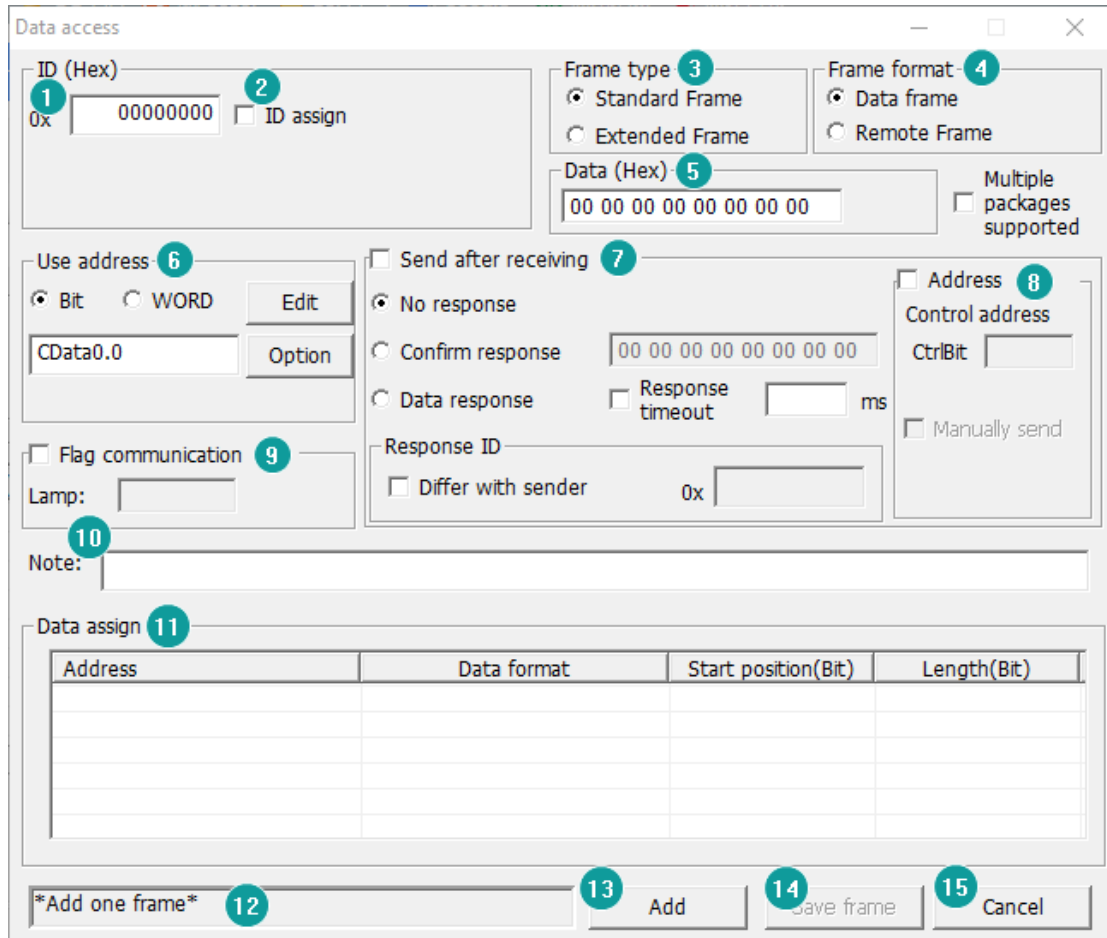 Data access
ID (Hex)
1
0x
00000000
2
ID assign
Frame type 3
Standard Frame
Extended Frame
Frame format 4
Data frame
Remote Frame
Data (Hex) 5
00 00 00 00 00 00 00 00
Multiple
packages
supported
Use address 6
Bit
WORD
Edit
CData0.0
Option
Send after receiving 7
No response
Confirm response
00 00 00 00 00 00 00 00
Data response
Response
timeout
ms
Response ID
Differ with sender
0x
Address 8
Control address
CtrlBit
Manually send
Flag communication 9
Lamp:
10
Note:
Data assign 11
Address Data format Start position(Bit) Length(Bit)
*Add one frame* 12
13
Add
14
Save frame
15
Cancel